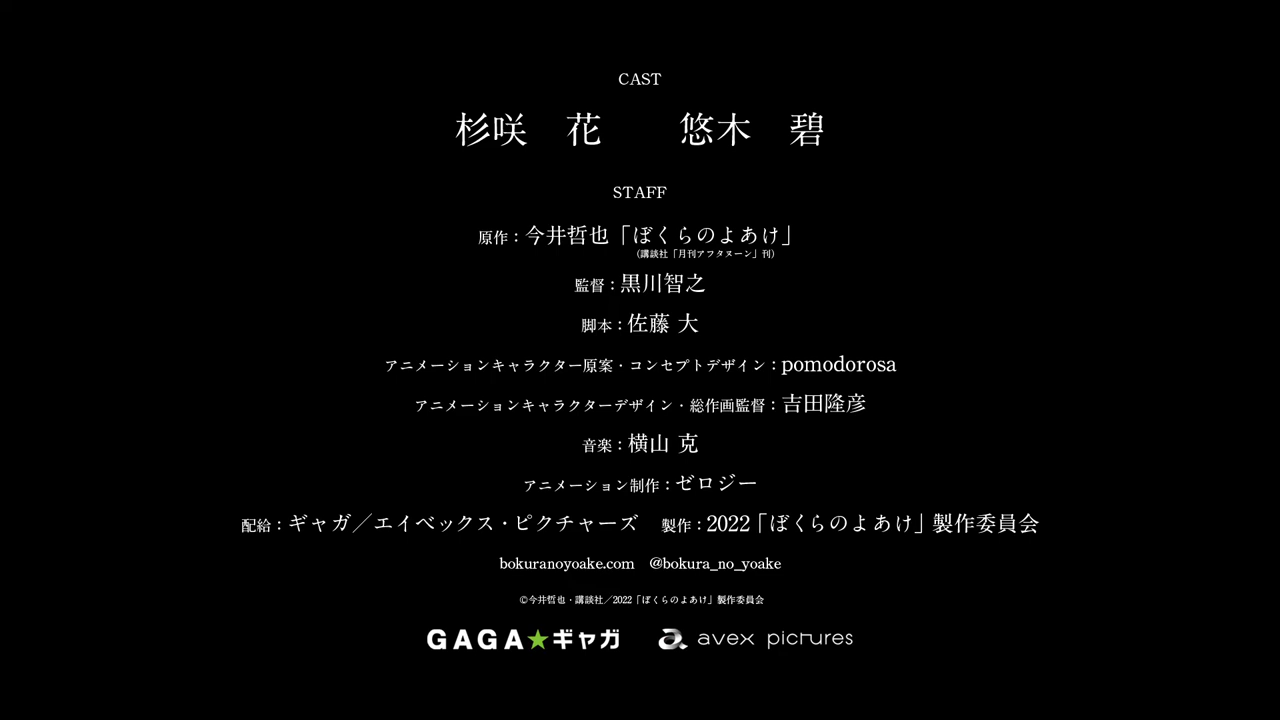 CAST
杉咲　花　　悠木　碧
STAFF
原作：今井哲也「ぼくらのよあけ」
（講談社「月刊アフタヌーン」刊）
監督：黒川智之
脚本：佐藤 大
アニメーションキャラクター原案・コンセプトデザイン：pomodorosa
アニメーションキャラクターデザイン・総作画監督：吉田隆彦
音楽：横山 克
アニメーション制作：ゼロジー
配給：ギャガ／エイベックス・ピクチャーズ　製作：2022「ぼくらのよあけ」製作委員会
bokuranoyoake.com　@bokura_no_yoake
©今井哲也・講談社／2022「ぼくらのよあけ」製作委員会
GAGA★ギャガ　a avex pictures